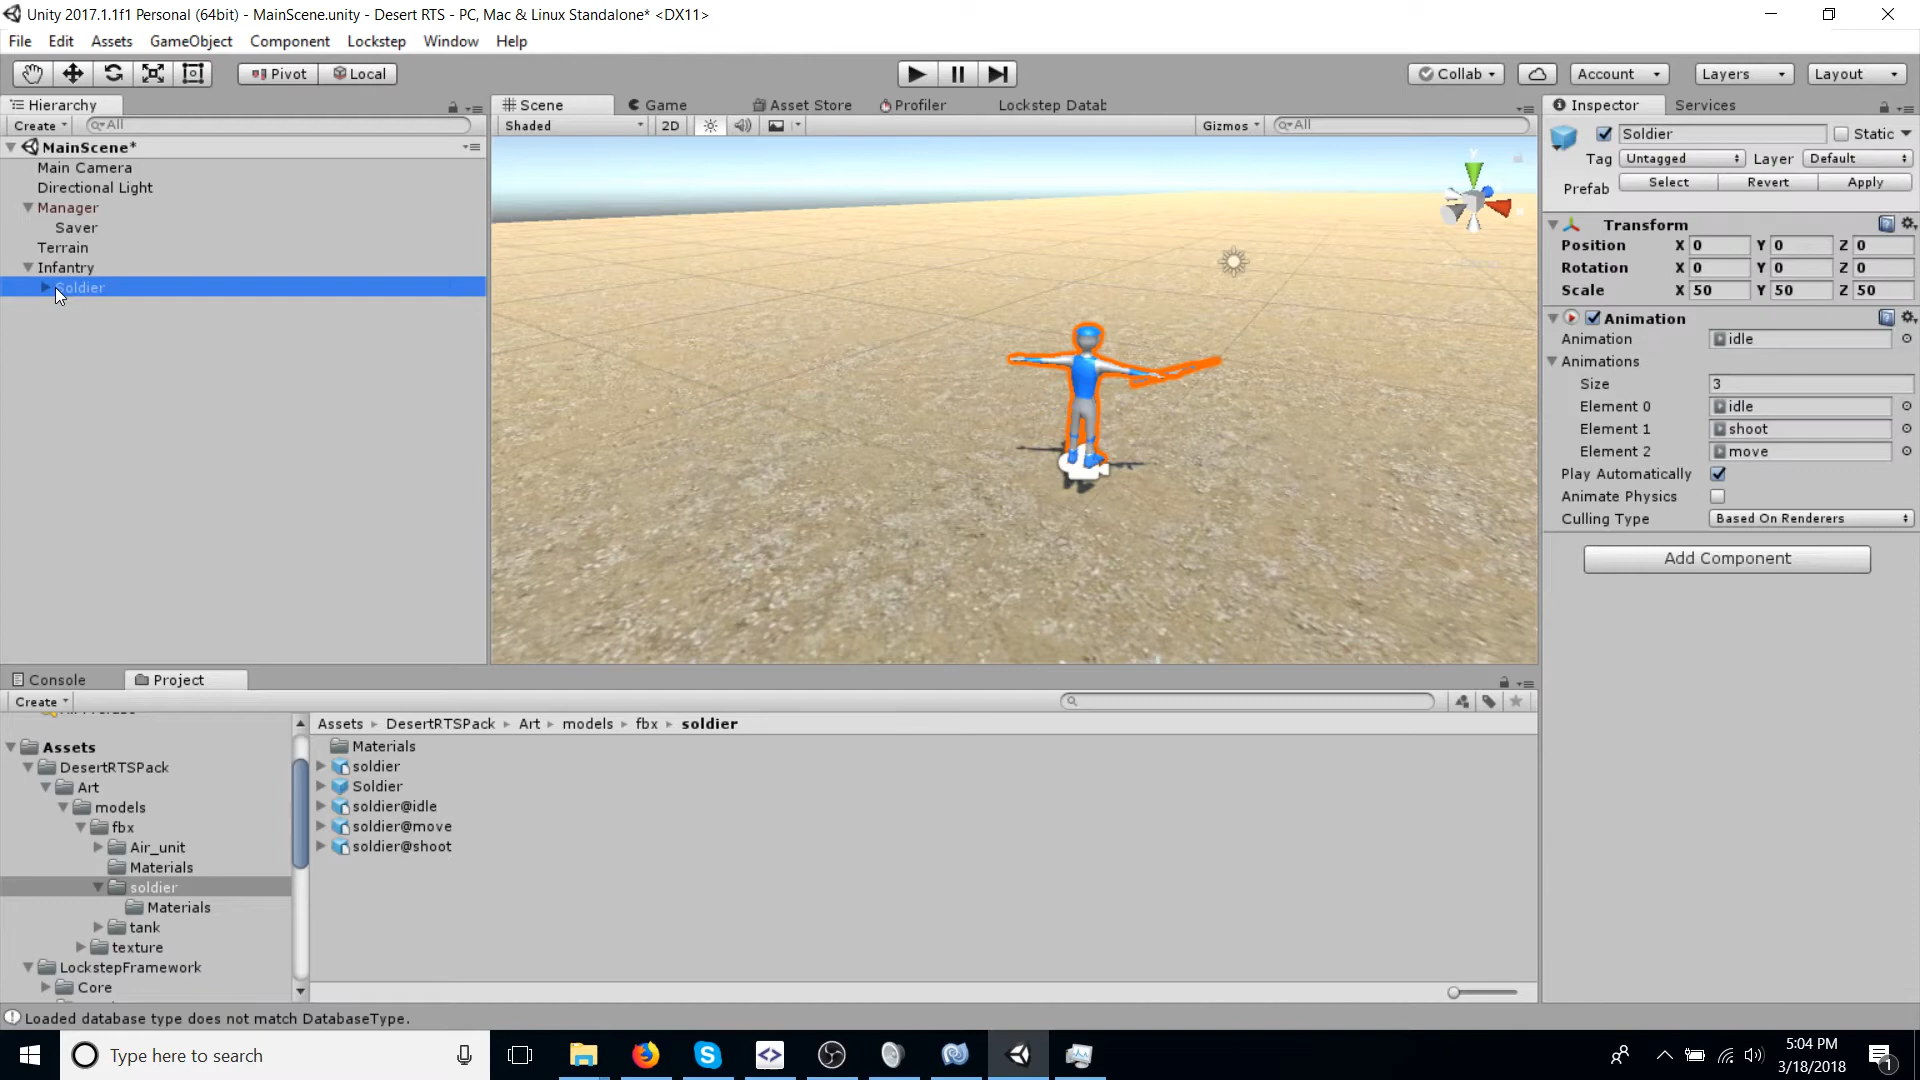 Unity 2017.1.1f1 Personal (64bit) - MainScene.unity - Desert RTS - PC, Mac & Linux Standalone* <DX11>
File Edit Assets GameObject Component Lockstep Window Help
Pivot Local Collab Account Layers Layout
Hierarchy Scene Game Asset Store Profiler Lockstep Datab Inspector Services
Create All Shaded 2D Gizmos All
Soldier Static
MainScene*
Main Camera
Directional Light
Manager
Saver
Terrain
Infantry
Soldier
Tag Untagged Layer Default
Prefab Select Revert Apply
Transform
Position X 0 Y 0 Z 0
Rotation X 0 Y 0 Z 0
Scale X 50 Y 50 Z 50
Animation
Animation idle
Animations
Size 3
Element 0 idle
Element 1 shoot
Element 2 move
Play Automatically
Animate Physics
Culling Type Based On Renderers
Add Component
Console Project
Create
Assets
DesertRTSPack
Art
models
fbx
Air_unit
Materials
soldier
Materials
tank
texture
LockstepFramework
Core
Assets DesertRTSPack Art models fbx soldier
Materials
soldier
Soldier
soldier@idle
soldier@move
soldier@shoot
Loaded database type does not match DatabaseType.
Type here to search
5:04 PM
3/18/2018
1